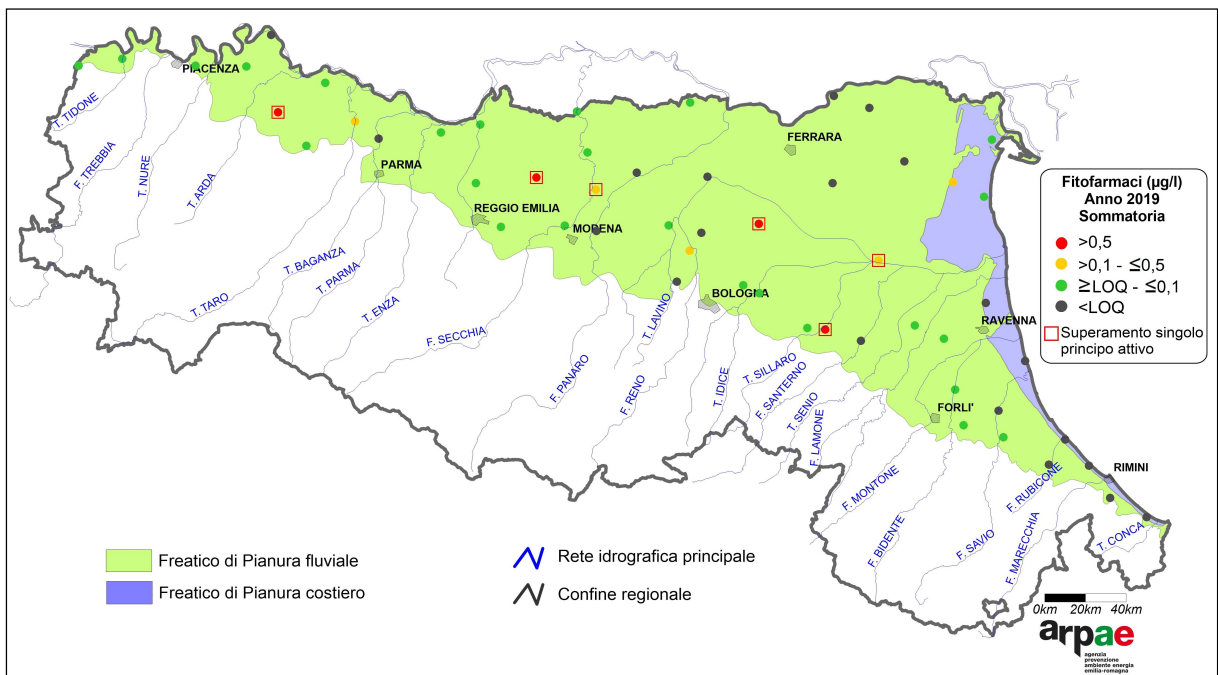 PIACENZA
T. TIDONE
F. TREBBIA
T. NURE
T. ARDA
PARMA
FERRARA
REGGIO EMILIA
MODENA
T. BAGANZA
T. PARMA
T. TARO
T. ENZA
F. SECCHIA
F. PANARO
F. RENO
T. LAVINO
BOLOGNA
T. IDICE
T. SILLARO
F. SANTERNO
T. SENIO
F. LAMONE
RAVENNA
FORLI'
F. MONTONE
F. BIDENTE
F. SAVIO
F. RUBICONE
F. MARECCHIA
RIMINI
T. CONCA
Fitofarmaci (µg/l)
Anno 2019
Sommatoria
>0,5
>0,1 - ≤0,5
≥LOQ - ≤0,1
<LOQ
Superamento singolo
principo attivo
Freatico di Pianura fluviale
Freatico di Pianura costiero
Rete idrografica principale
Confine regionale
0km 20km 40km
arpae
agenzia
prevenzione
ambiente energia
emilia-romagna